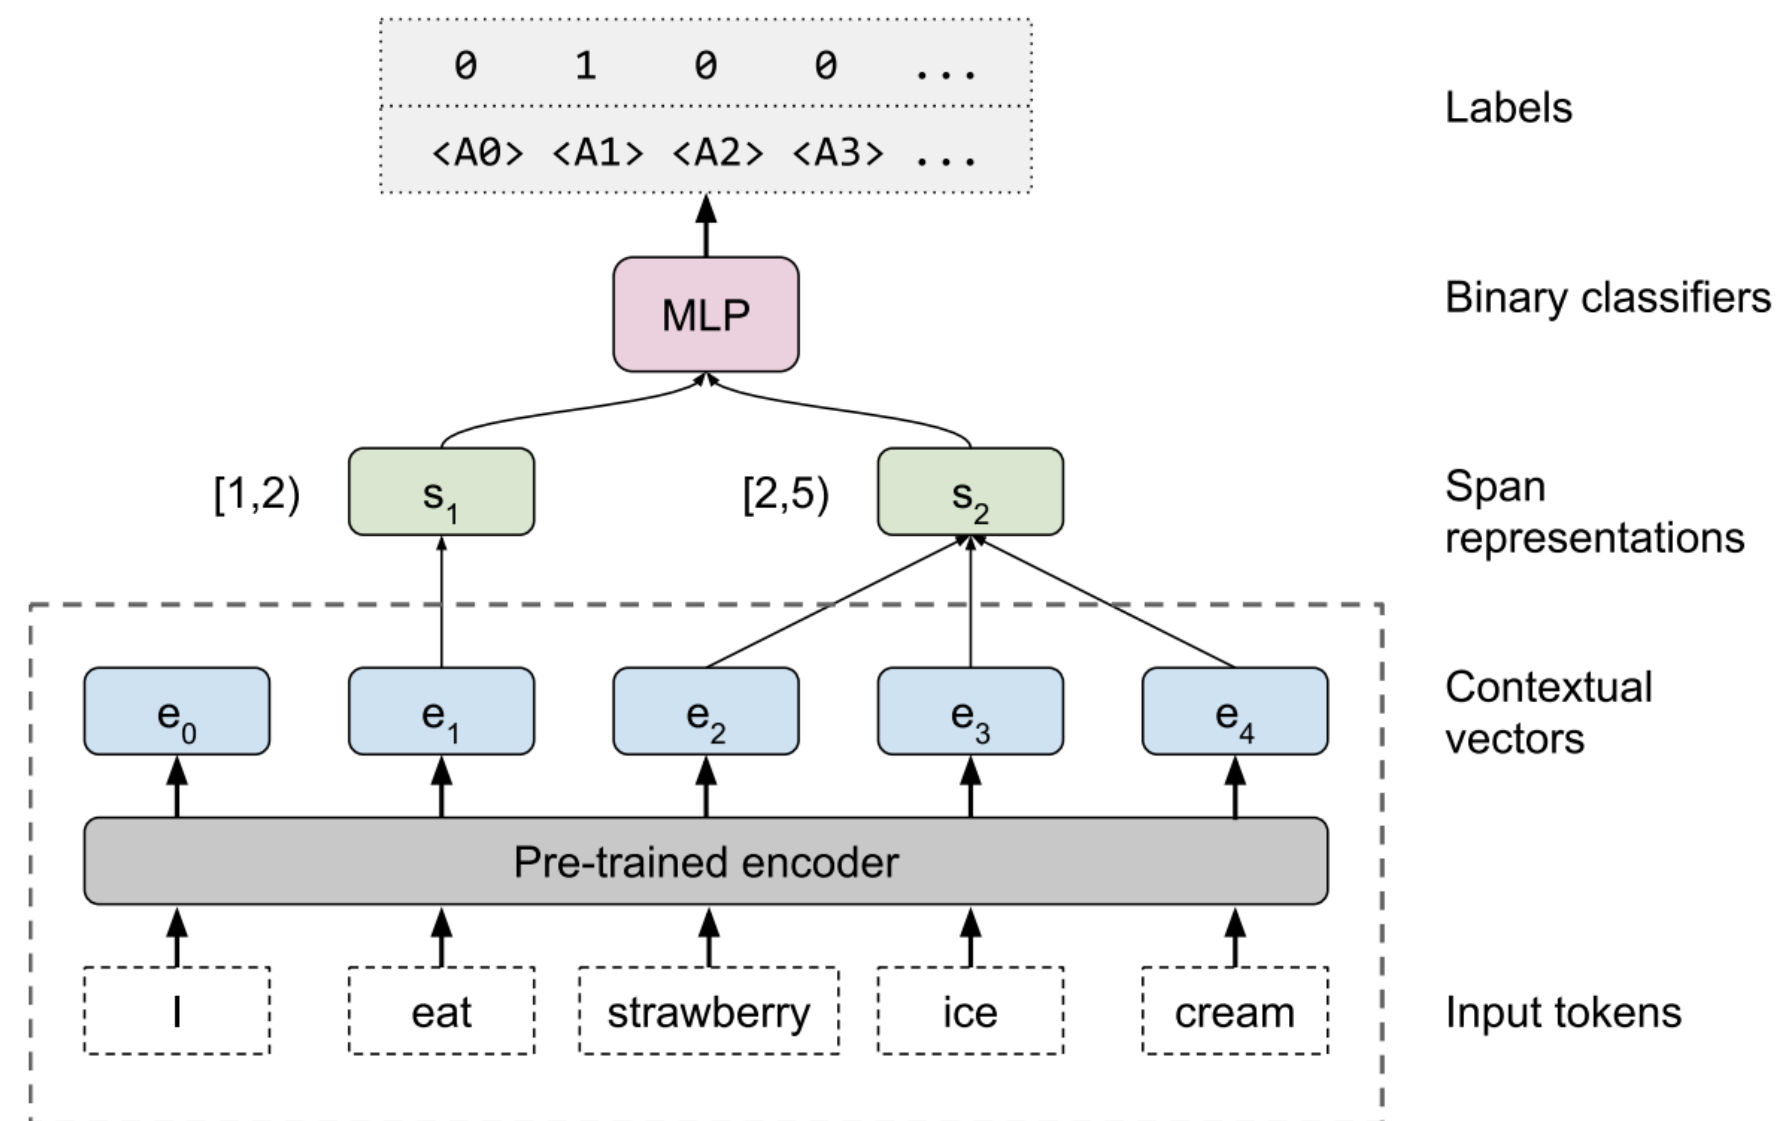 0 1 0 0 ...
<A0> <A1> <A2> <A3> ...
Labels
MLP
Binary classifiers
[1,2)
s1
[2,5)
s2
Span
representations
e0
e1
e2
e3
e4
Contextual
vectors
Pre-trained encoder
I
eat
strawberry
ice
cream
Input tokens